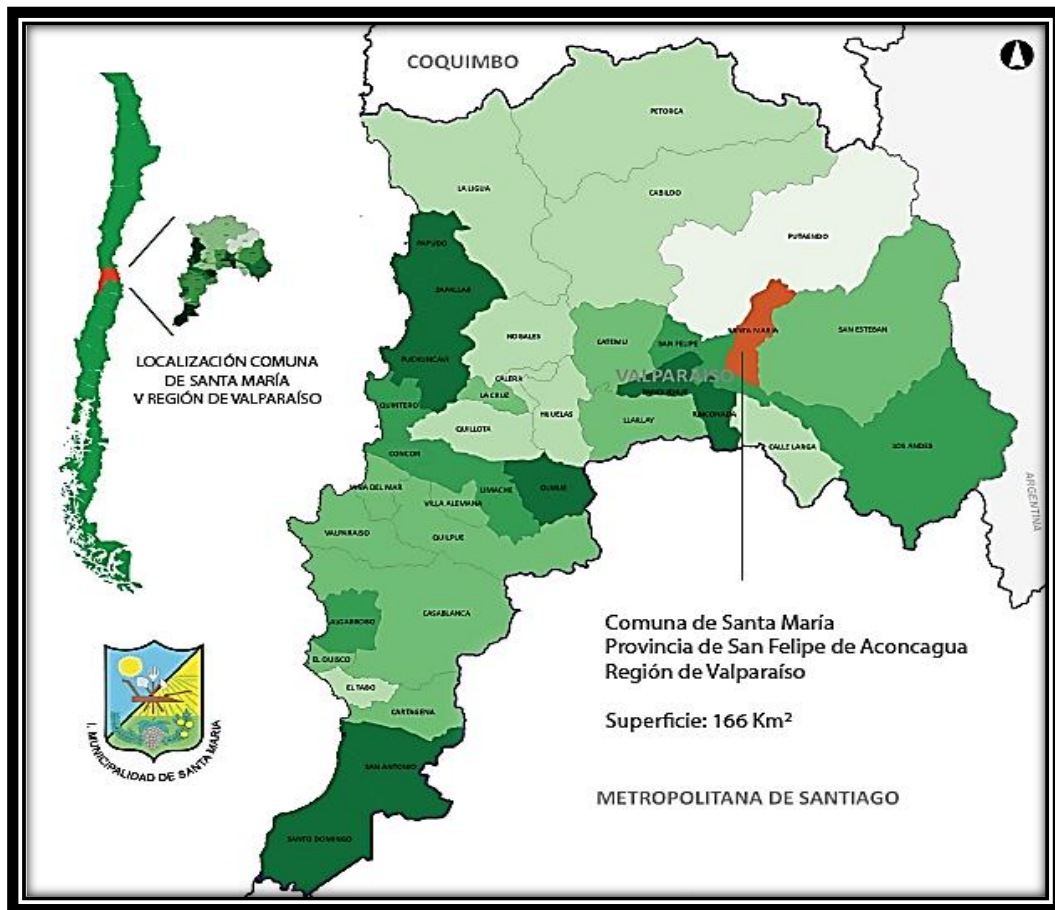 COQUIMBO
PETORCA
LA LIGUA
CABILDO
PUTAENDO
PAPUDO
ZAPALLAR
NOGALES
CATEMU
SAN FELIPE
SANTA MARIA
SAN ESTEBAN
LOCALIZACIÓN COMUNA
DE SANTA MARÍA
V REGIÓN DE VALPARAÍSO
PUCHUNCAVI
CALERA
VALPARAISO
LA CRUZ
QUINTERO
HIJUELAS
LLAILLAY
RINCONADA
QUILLOTA
CALLE LARGA
LOS ANDES
CONCON
VIÑA DEL MAR
VILLA ALEMANA
LIMACHE
OLMUE
ARGENTINA
VALPARAISO
QUILPUE
CASABLANCA
ALGARROBO
EL QUISCO
EL TABO
CARTAGENA
Comuna de Santa María
Provincia de San Felipe de Aconcagua
Región de Valparaíso
Superficie: 166 Km²
I. MUNICIPALIDAD DE SANTA MARIA
SAN ANTONIO
METROPOLITANA DE SANTIAGO
SANTO DOMINGO